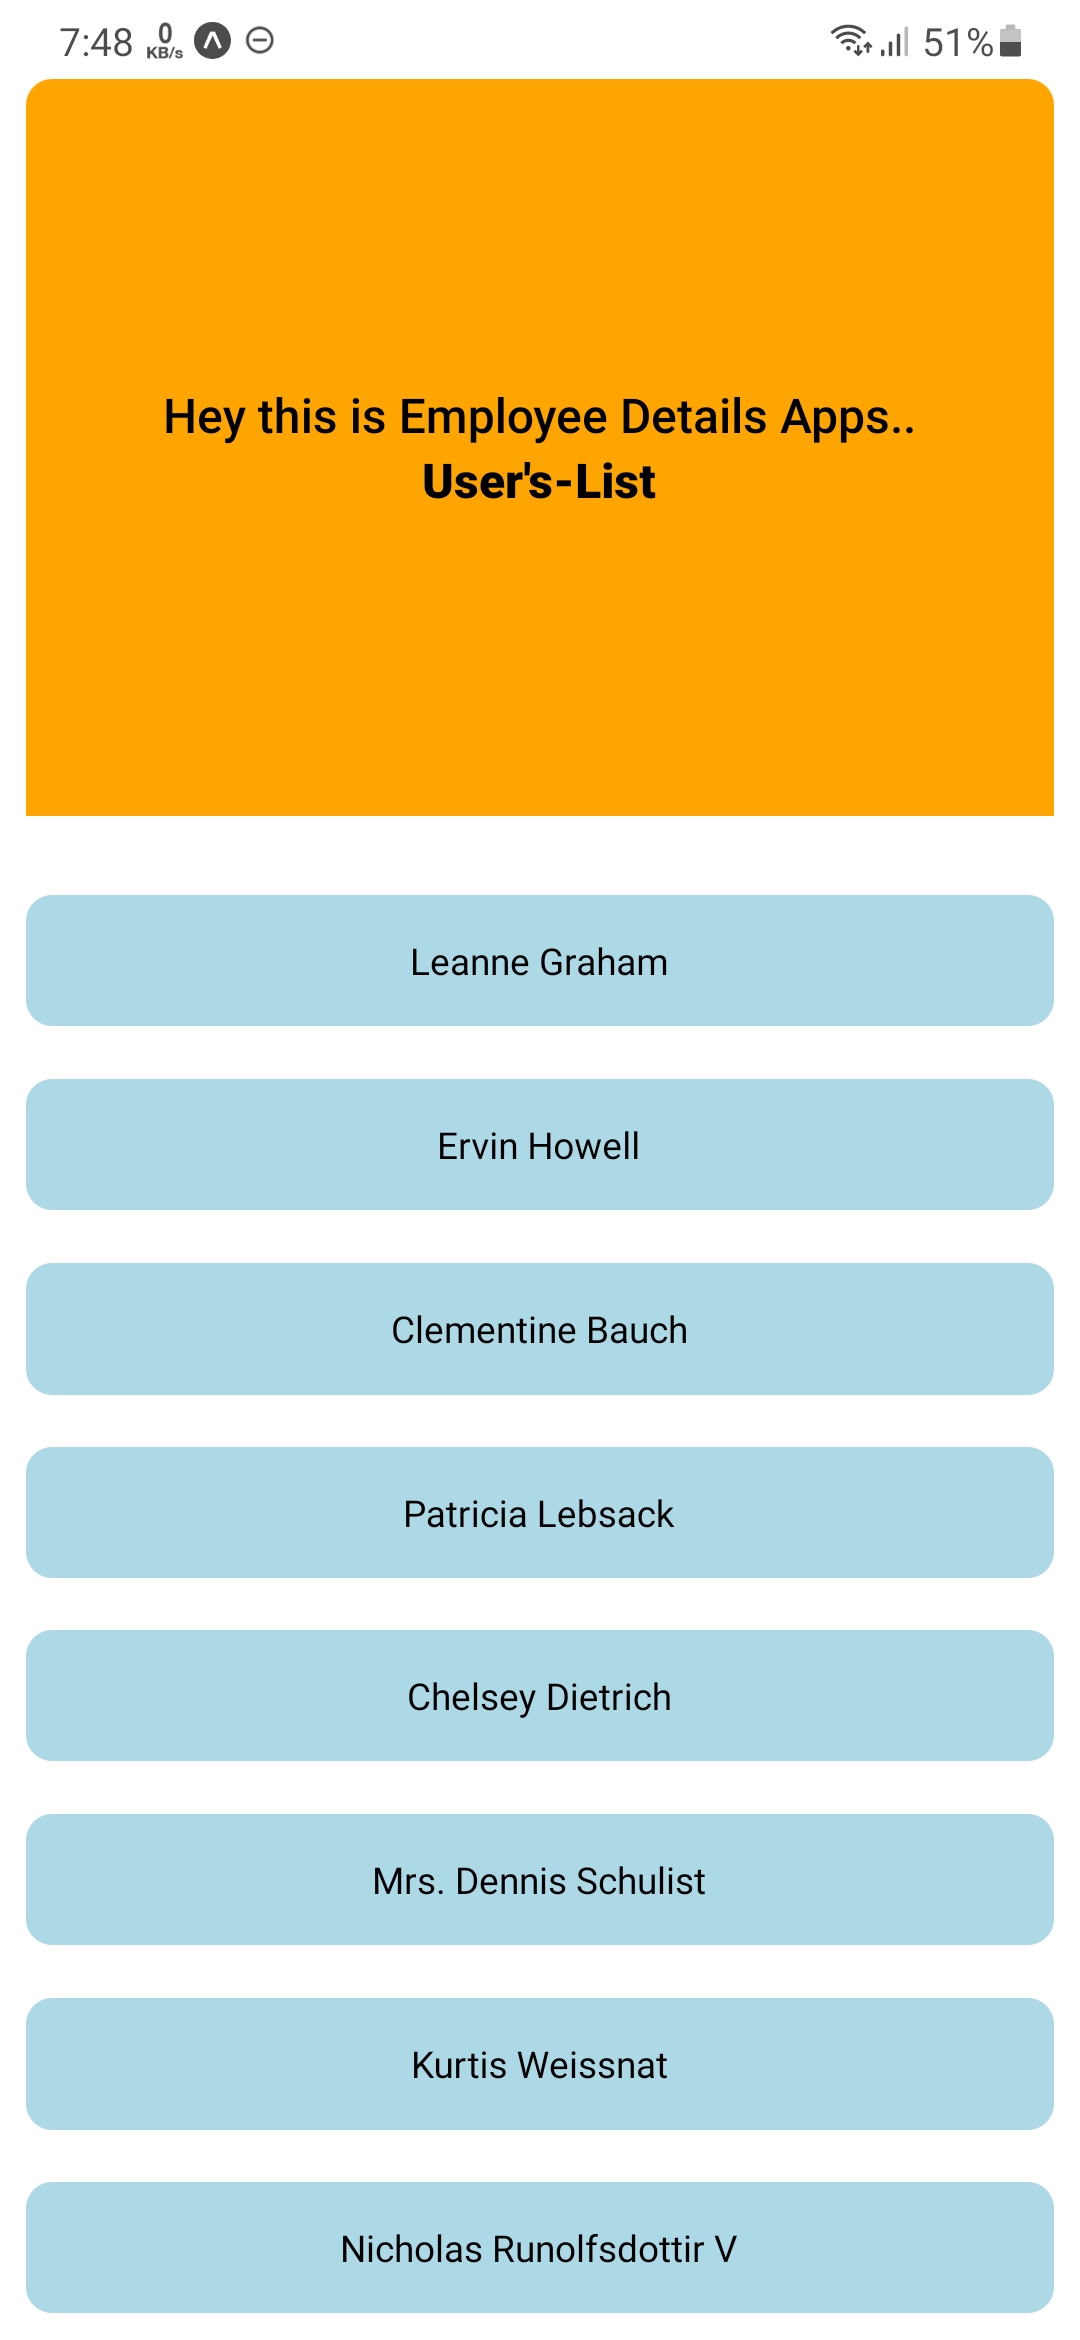 7:48 0 KB/s 51%
Hey this is Employee Details Apps..
User's-List
Leanne Graham
Ervin Howell
Clementine Bauch
Patricia Lebsack
Chelsey Dietrich
Mrs. Dennis Schulist
Kurtis Weissnat
Nicholas Runolfsdottir V